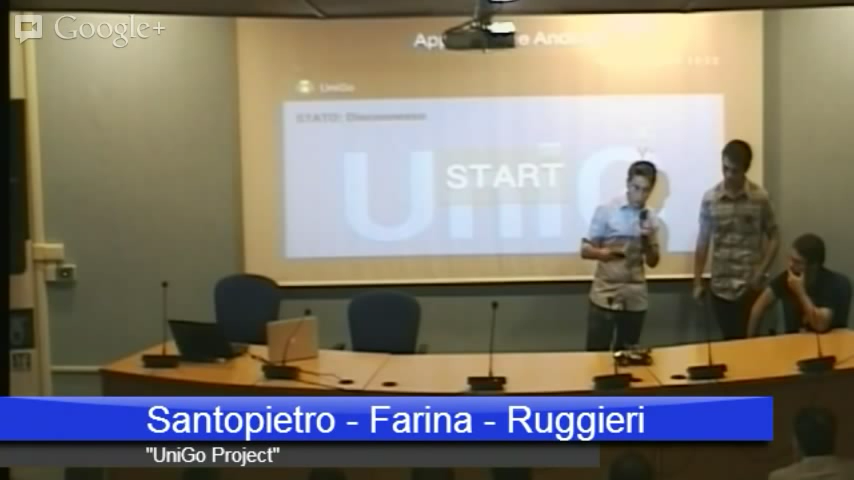 Google+
UniGo
STATO: Disconnesso
START
Santopietro - Farina - Ruggieri
"UniGo Project"